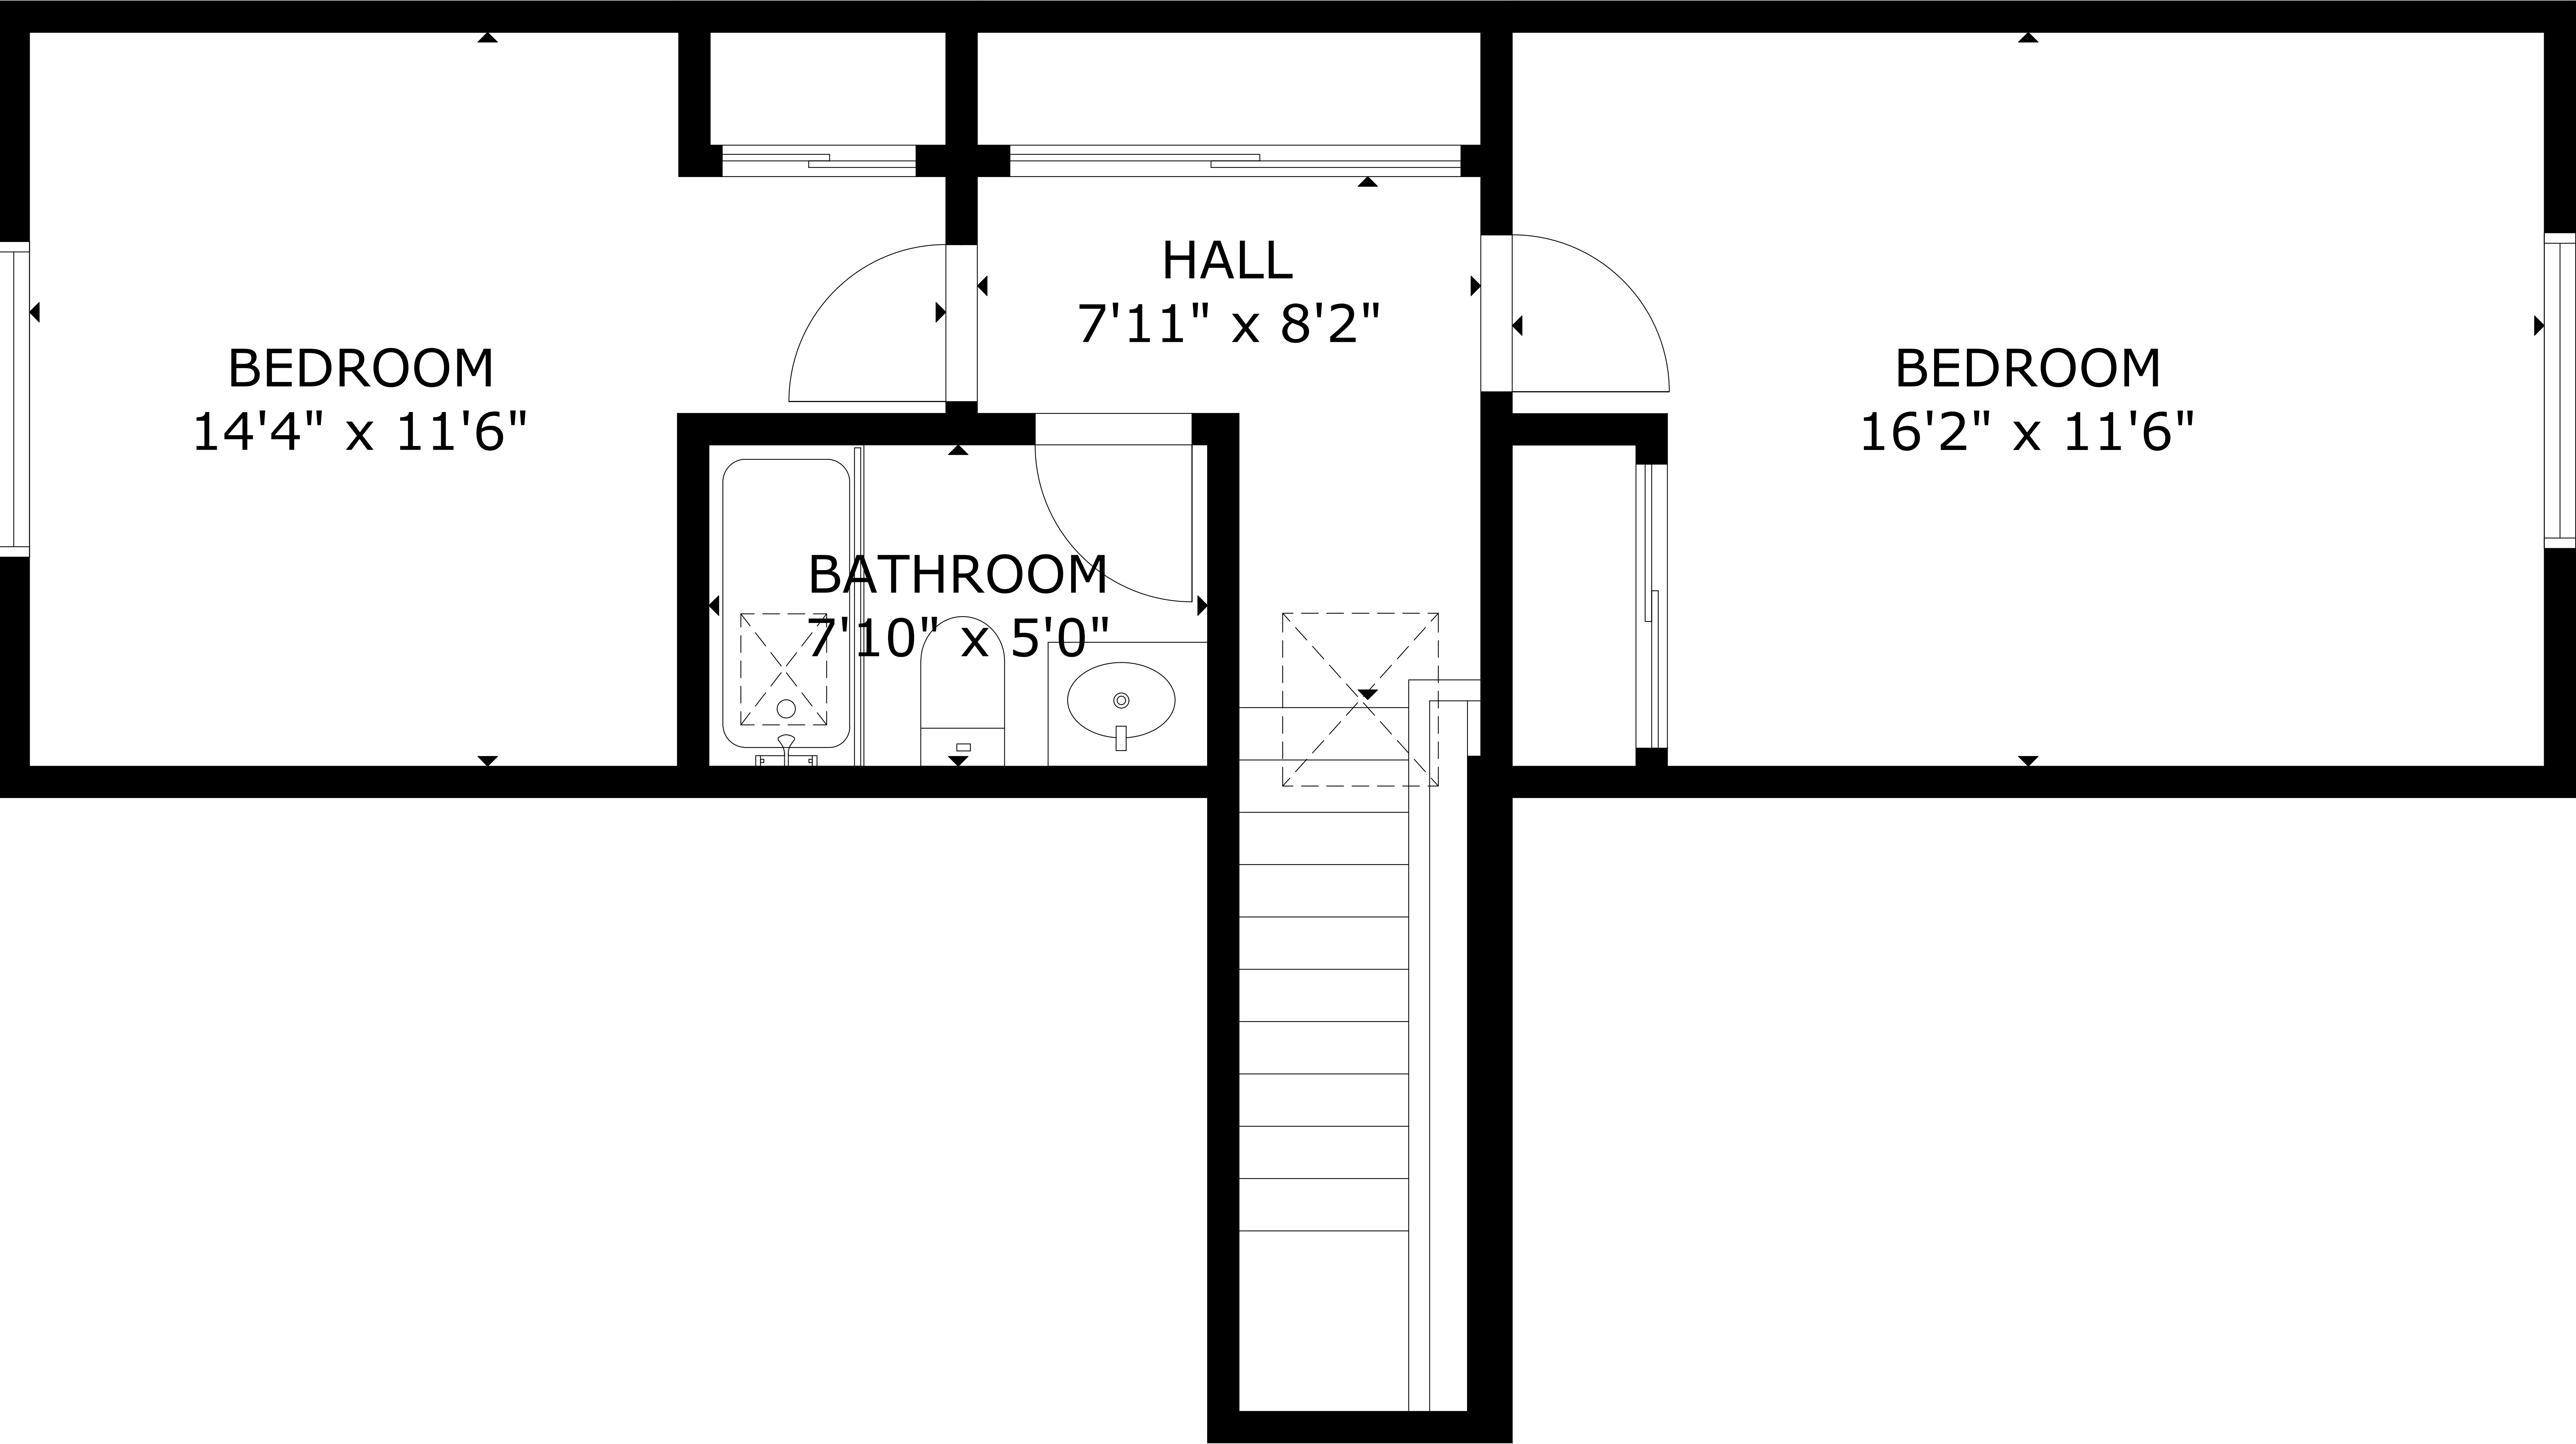 HALL
7'11" x 8'2"
BEDROOM
14'4" x 11'6"
BEDROOM
16'2" x 11'6"
BATHROOM
7'10" x 5'0"